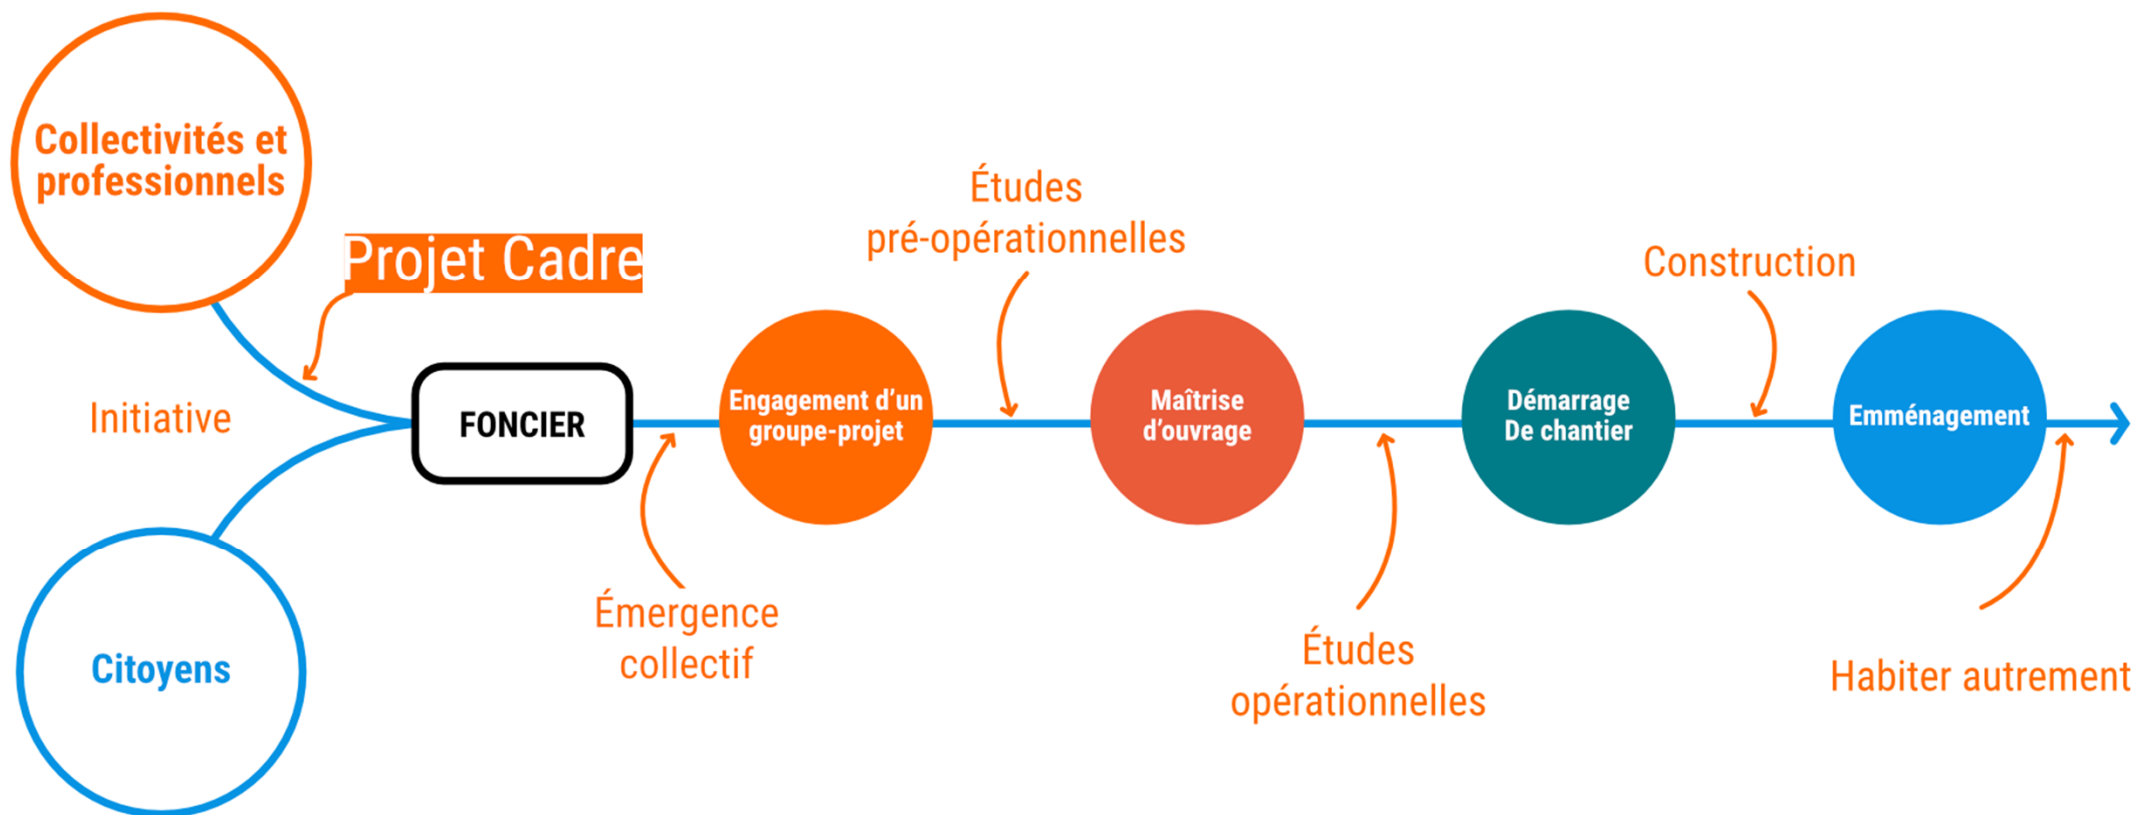 Collectivités et
professionnels
Projet Cadre
Initiative
Citoyens
FONCIER
Émergence
collectif
Engagement d’un
groupe-projet
Études
pré-opérationnelles
Maîtrise
d’ouvrage
Études
opérationnelles
Démarrage
De chantier
Construction
Emménagement
Habiter autrement